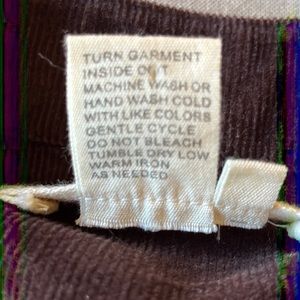 TURN GARMENT
INSIDE OUT
MACHINE WASH OR
HAND WASH COLD
WITH LIKE COLORS
GENTLE CYCLE
DO NOT BLEACH
TUMBLE DRY LOW
WARM IRON
AS NEEDED